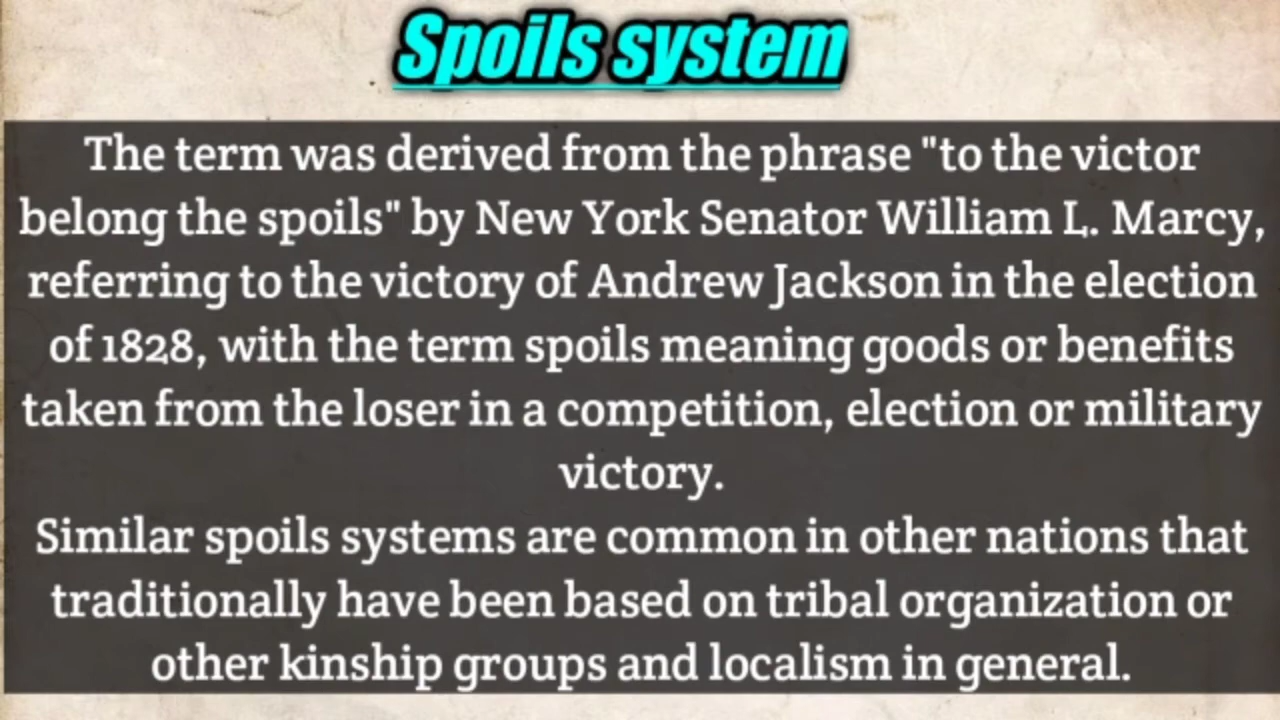 Spoils system
The term was derived from the phrase "to the victor
belong the spoils" by New York Senator William L. Marcy,
referring to the victory of Andrew Jackson in the election
of 1828, with the term spoils meaning goods or benefits
taken from the loser in a competition, election or military
victory.
Similar spoils systems are common in other nations that
traditionally have been based on tribal organization or
other kinship groups and localism in general.